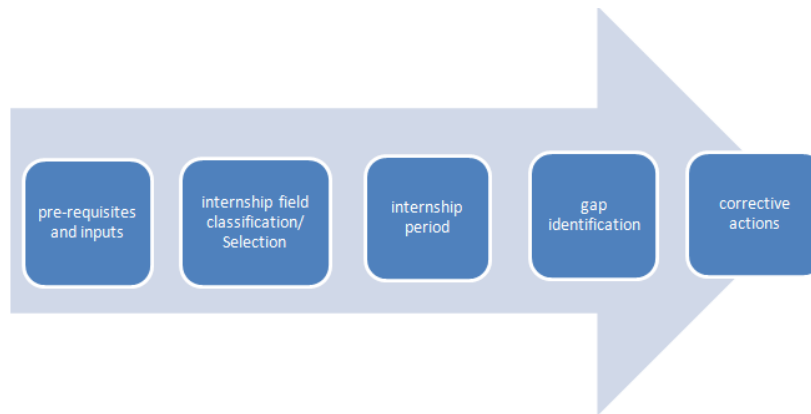 pre-requisites
and inputs
internship field
classification/
Selection
internship
period
gap
identification
corrective
actions